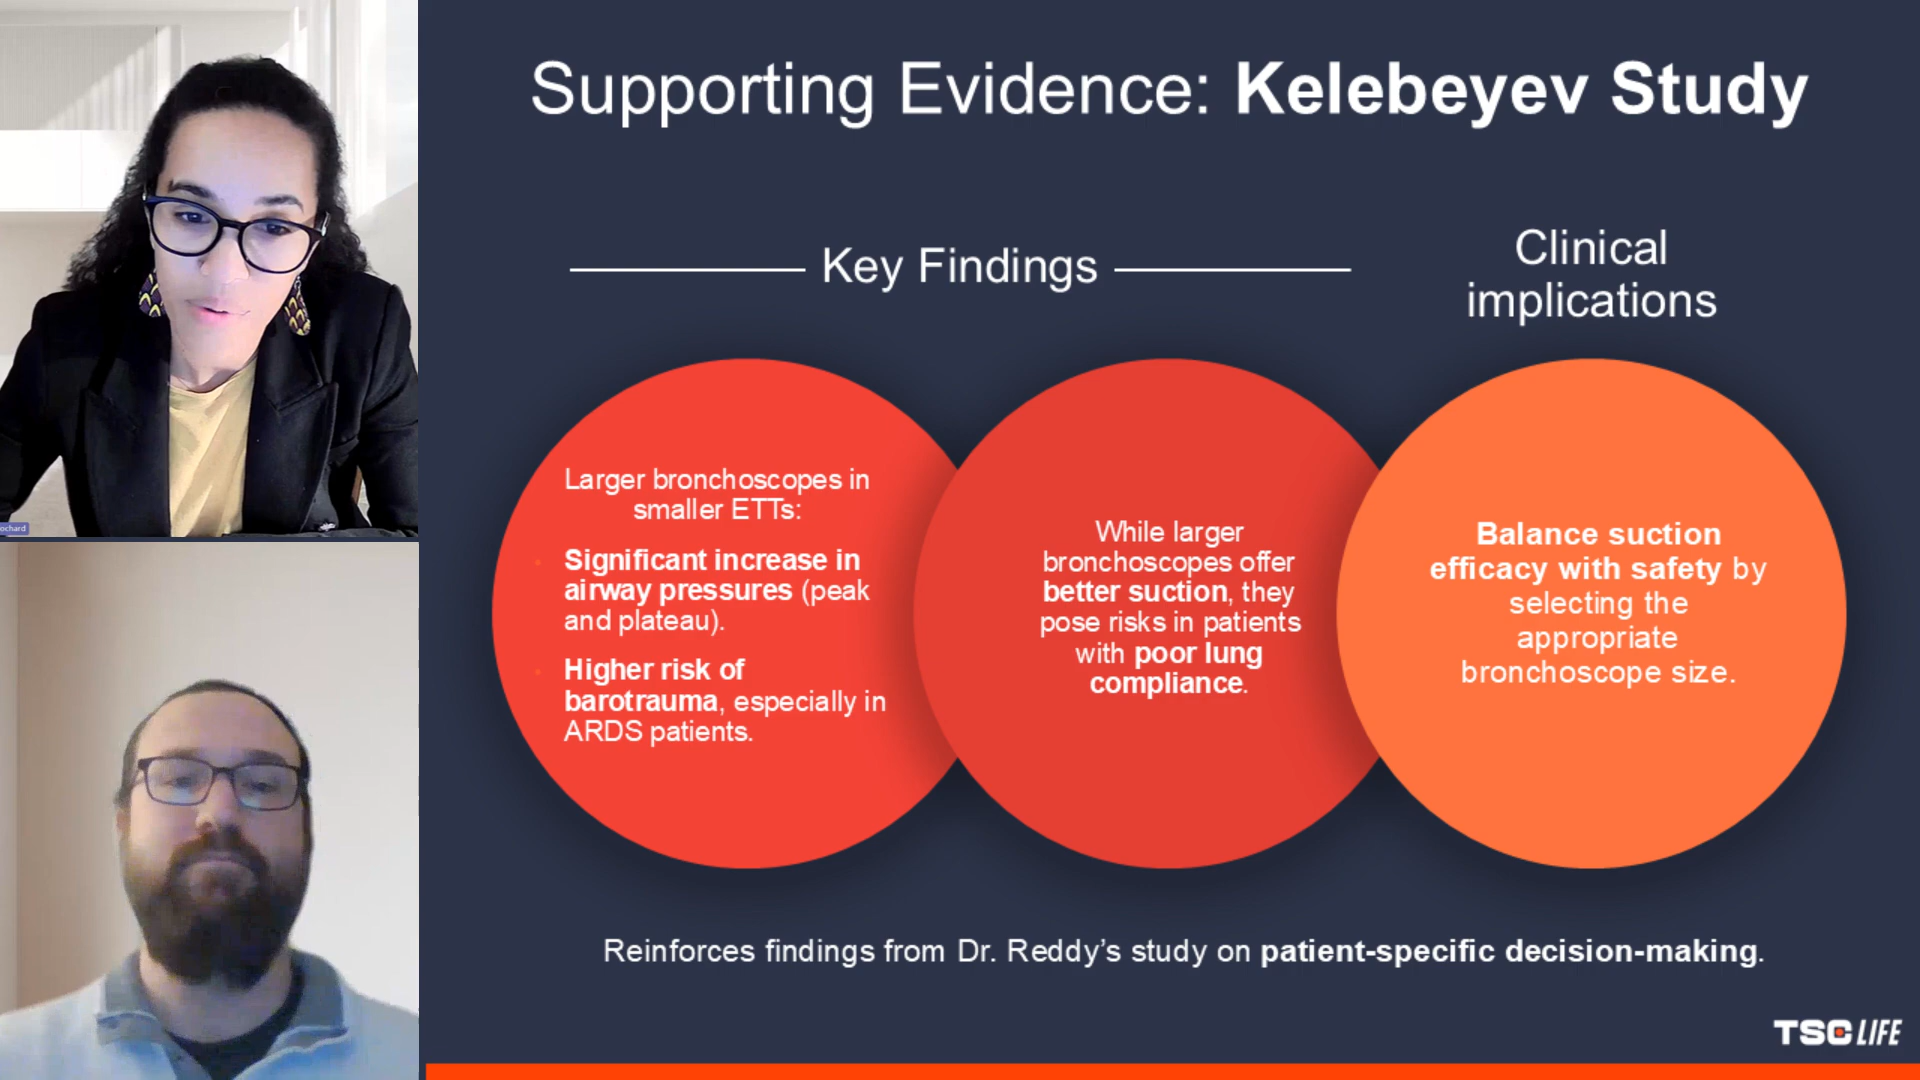 Supporting Evidence: Kelebeyev Study
Key Findings
Clinical
implications
Larger bronchoscopes in
smaller ETTs:
Significant increase in
airway pressures (peak
and plateau).
Higher risk of
barotrauma, especially in
ARDS patients.
While larger
bronchoscopes offer
better suction, they
pose risks in patients
with poor lung
compliance.
Balance suction
efficacy with safety by
selecting the
appropriate
bronchoscope size.
Reinforces findings from Dr. Reddy’s study on patient-specific decision-making.
TSC LIFE
ochard